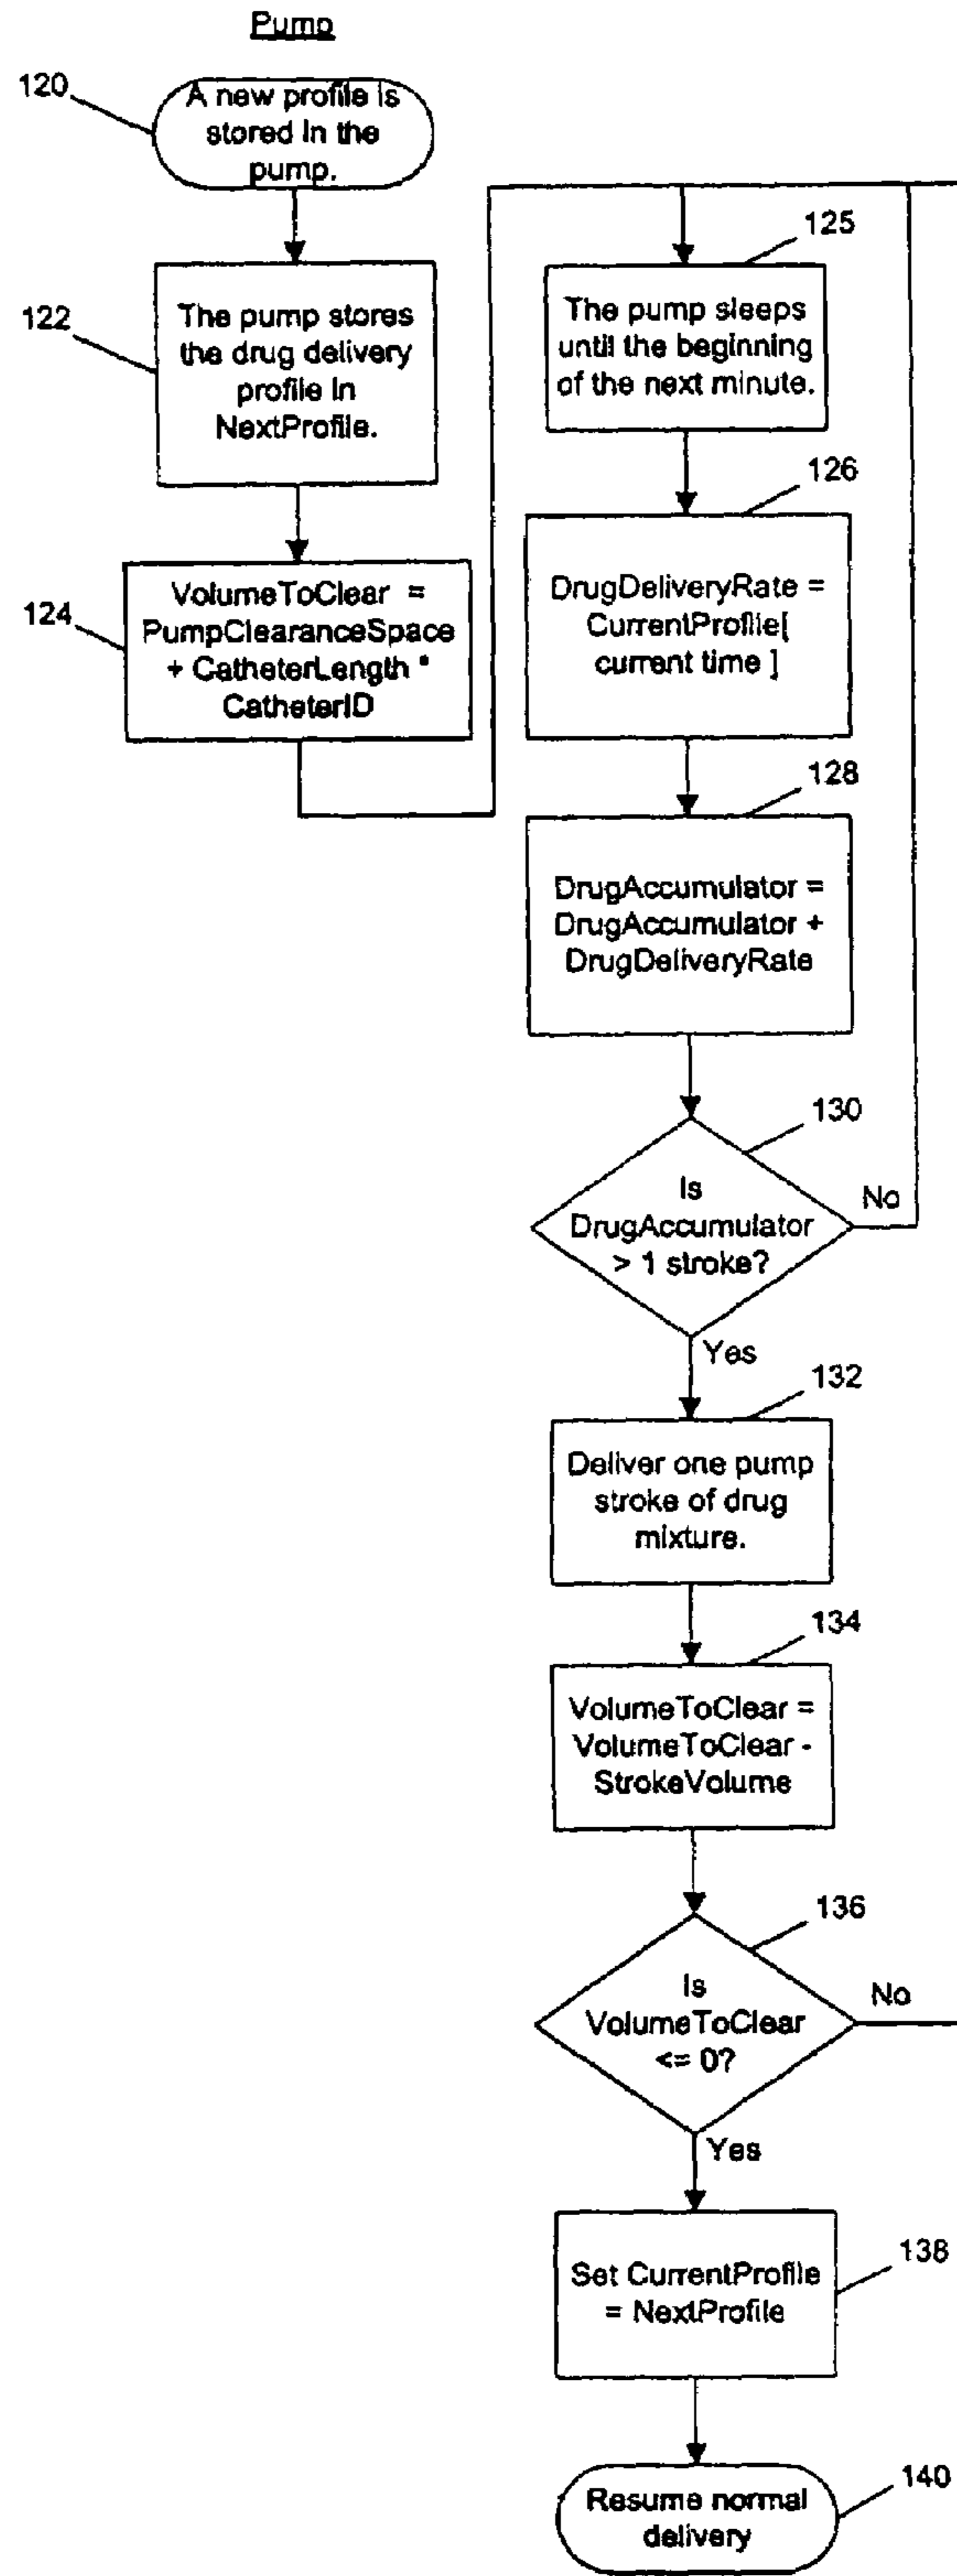 Pump
120
A new profile is
stored in the
pump.
122
The pump stores
the drug delivery
profile in
NextProfile.
124
VolumeToClear =
PumpClearanceSpace
+ CatheterLength *
CatheterID
125
The pump sleeps
until the beginning
of the next minute.
126
DrugDeliveryRate =
CurrentProfile[
current time ]
128
DrugAccumulator =
DrugAccumulator +
DrugDeliveryRate
130
Is
DrugAccumulator
> 1 stroke?
No
Yes
132
Deliver one pump
stroke of drug
mixture.
134
VolumeToClear =
VolumeToClear -
StrokeVolume
136
Is
VolumeToClear
<= 0?
No
Yes
138
Set CurrentProfile
= NextProfile
140
Resume normal
delivery